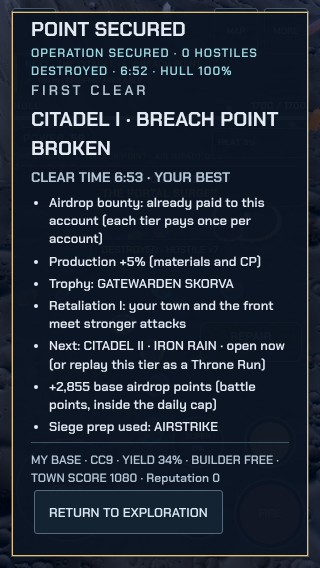 POINT SECURED
OPERATION SECURED · 0 HOSTILES
DESTROYED · 6:52 · HULL 100%
FIRST CLEAR
CITADEL I · BREACH POINT
BROKEN
CLEAR TIME 6:53 · YOUR BEST
• Airdrop bounty: already paid to this
account (each tier pays once per
account)
• Production +5% (materials and CP)
• Trophy: GATEWARDEN SKORVA
• Retaliation I: your town and the front
meet stronger attacks
• Next: CITADEL II · IRON RAIN · open now
(or replay this tier as a Throne Run)
• +2,855 base airdrop points (battle
points, inside the daily cap)
• Siege prep used: AIRSTRIKE
MY BASE · CC9 · YIELD 34% · BUILDER FREE ·
TOWN SCORE 1080 · Reputation 0
RETURN TO EXPLORATION